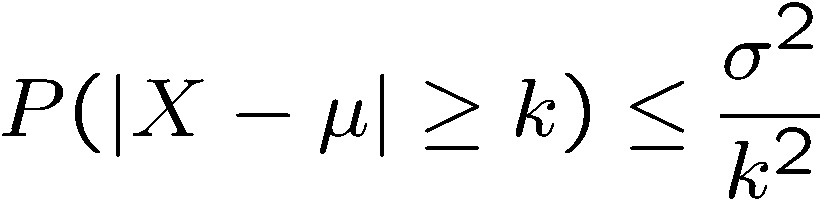 P(|X − μ| ≥ k) ≤ σ²/k²